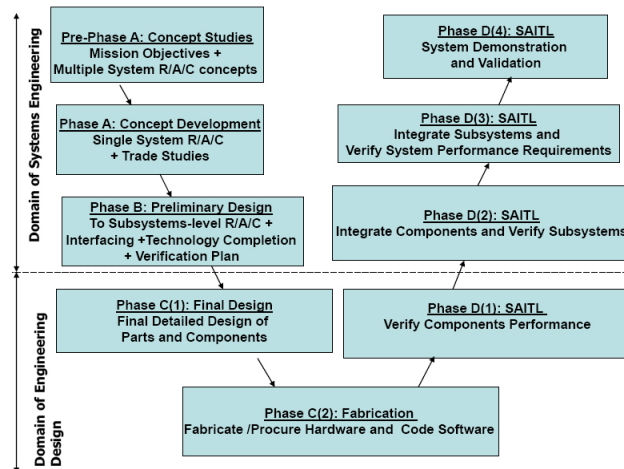 Domain of Systems Engineering
Pre-Phase A: Concept Studies
Mission Objectives +
Multiple System R/A/C concepts
Phase A: Concept Development
Single System R/A/C
+ Trade Studies
Phase B: Preliminary Design
To Subsystems-level R/A/C +
Interfacing +Technology Completion
+ Verification Plan
Domain of Engineering
Design
Phase C(1): Final Design
Final Detailed Design of
Parts and Components
Phase C(2): Fabrication
Fabricate /Procure Hardware and Code Software
Phase D(1): SAITL
Verify Components Performance
Phase D(2): SAITL
Integrate Components and Verify Subsystems
Phase D(3): SAITL
Integrate Subsystems and
Verify System Performance Requirements
Phase D(4): SAITL
System Demonstration
and Validation